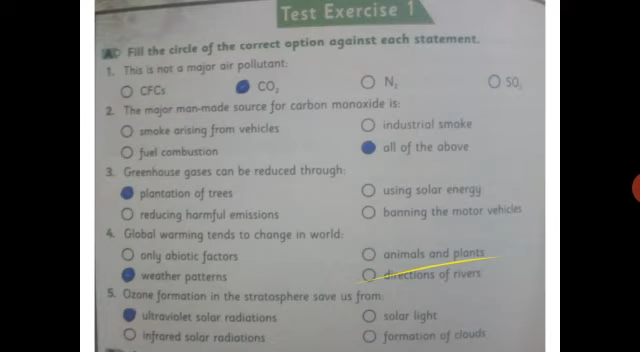 Test Exercise 1
A. Fill the circle of the correct option against each statement.
1. This is not a major air pollutant:
CFCs CO₂ N₂ SO₂
2. The major man-made source for carbon monoxide is:
smoke arising from vehicles industrial smoke
fuel combustion all of the above
3. Greenhouse gases can be reduced through:
plantation of trees using solar energy
reducing harmful emissions banning the motor vehicles
4. Global warming tends to change in world:
only abiotic factors animals and plants
weather patterns directions of rivers
5. Ozone formation in the stratosphere save us from:
ultraviolet solar radiations solar light
infrared solar radiations formation of clouds